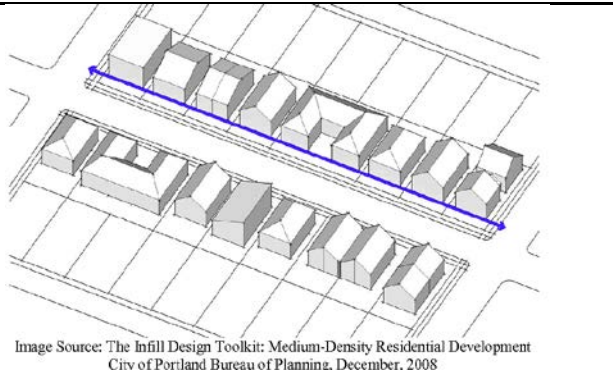 Image Source: The Infill Design Toolkit: Medium-Density Residential Development
City of Portland Bureau of Planning, December, 2008